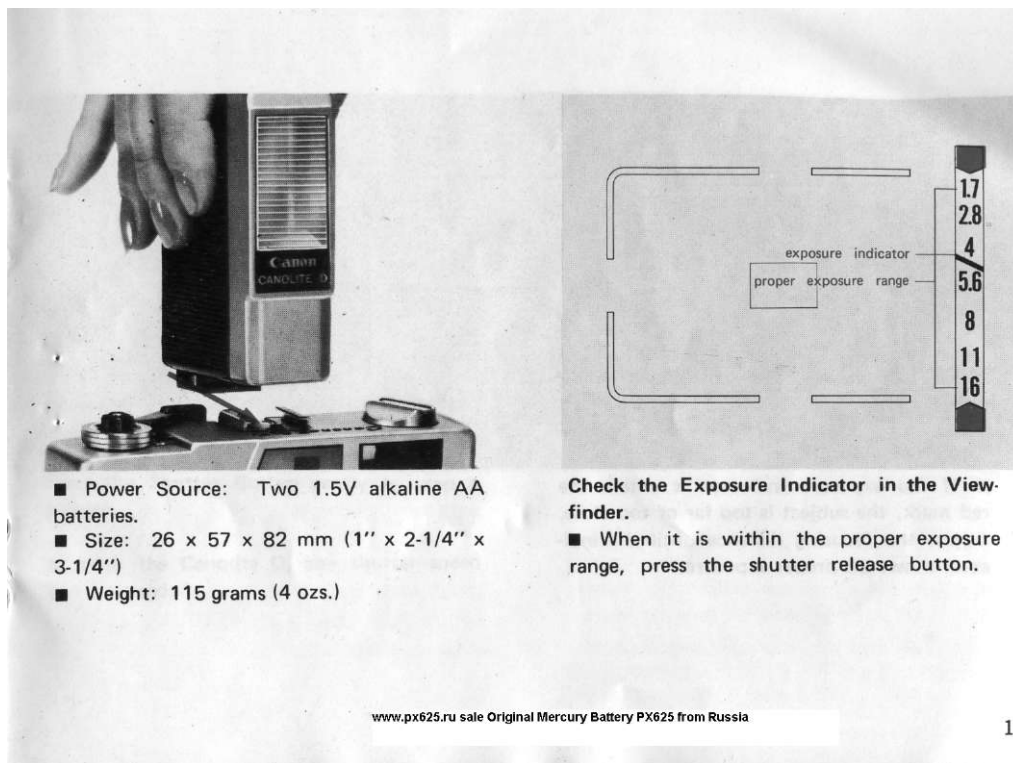 Canon
CANOLITE D
1.7
2.8
4
exposure indicator
proper exposure range
5.6
8
11
16
■ Power Source: Two 1.5V alkaline AA
batteries.
■ Size: 26 x 57 x 82 mm (1" x 2-1/4" x
3-1/4")
■ Weight: 115 grams (4 ozs.)
Check the Exposure Indicator in the View-
finder.
■ When it is within the proper exposure
range, press the shutter release button.
www.px625.ru sale Original Mercury Battery PX625 from Russia
1